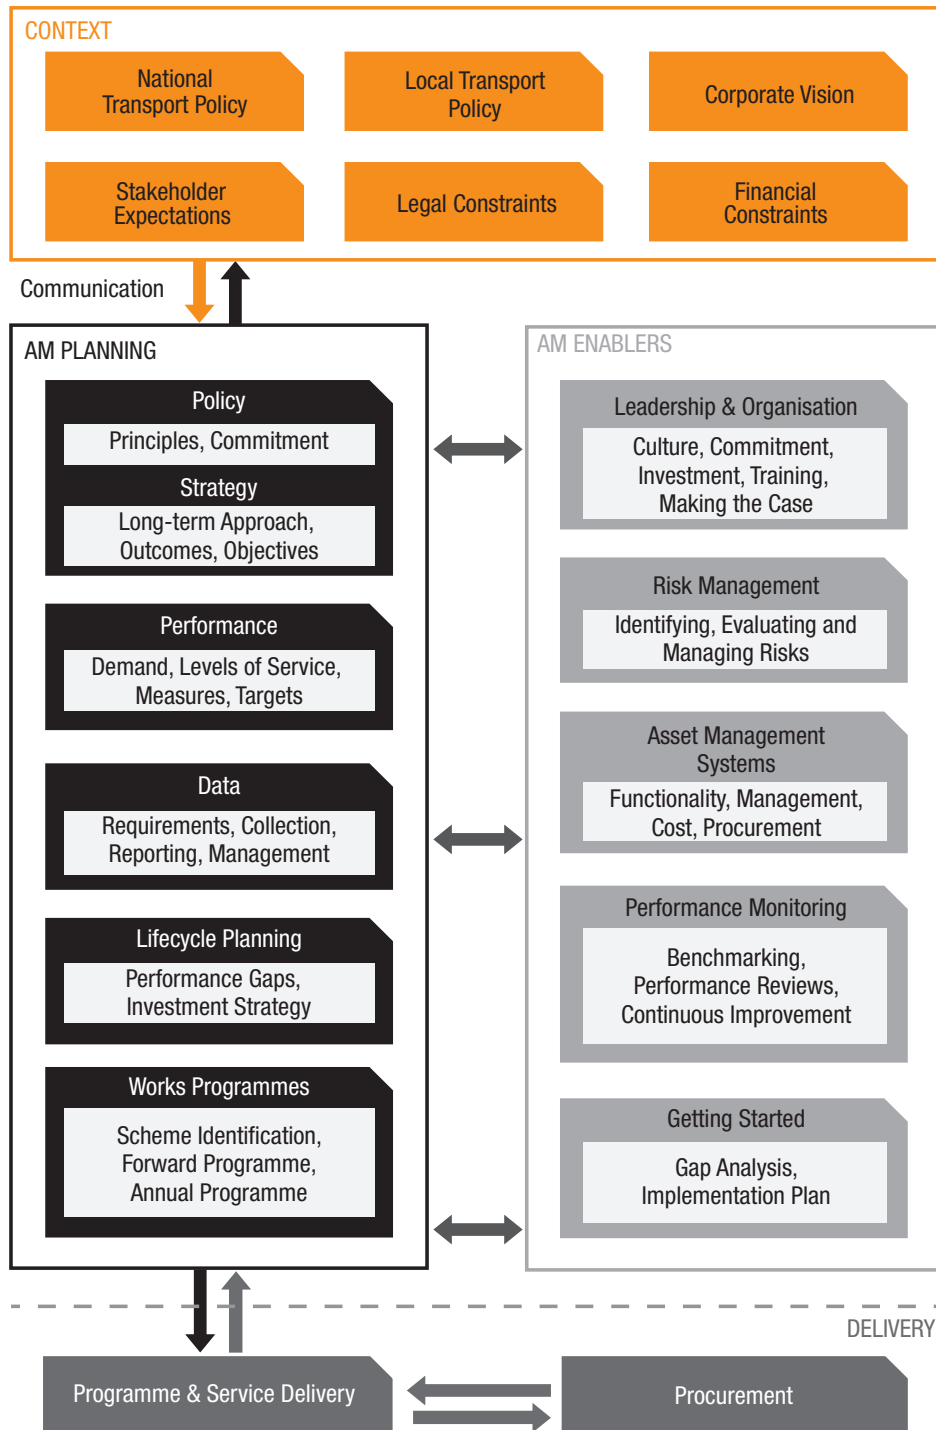 CONTEXT
National
Transport Policy
Local Transport
Policy
Corporate Vision
Stakeholder
Expectations
Legal Constraints
Financial
Constraints
Communication
AM PLANNING
Policy
Principles, Commitment
Strategy
Long-term Approach,
Outcomes, Objectives
Performance
Demand, Levels of Service,
Measures, Targets
Data
Requirements, Collection,
Reporting, Management
Lifecycle Planning
Performance Gaps,
Investment Strategy
Works Programmes
Scheme Identification,
Forward Programme,
Annual Programme
AM ENABLERS
Leadership & Organisation
Culture, Commitment,
Investment, Training,
Making the Case
Risk Management
Identifying, Evaluating and
Managing Risks
Asset Management
Systems
Functionality, Management,
Cost, Procurement
Performance Monitoring
Benchmarking,
Performance Reviews,
Continuous Improvement
Getting Started
Gap Analysis,
Implementation Plan
DELIVERY
Programme & Service Delivery
Procurement